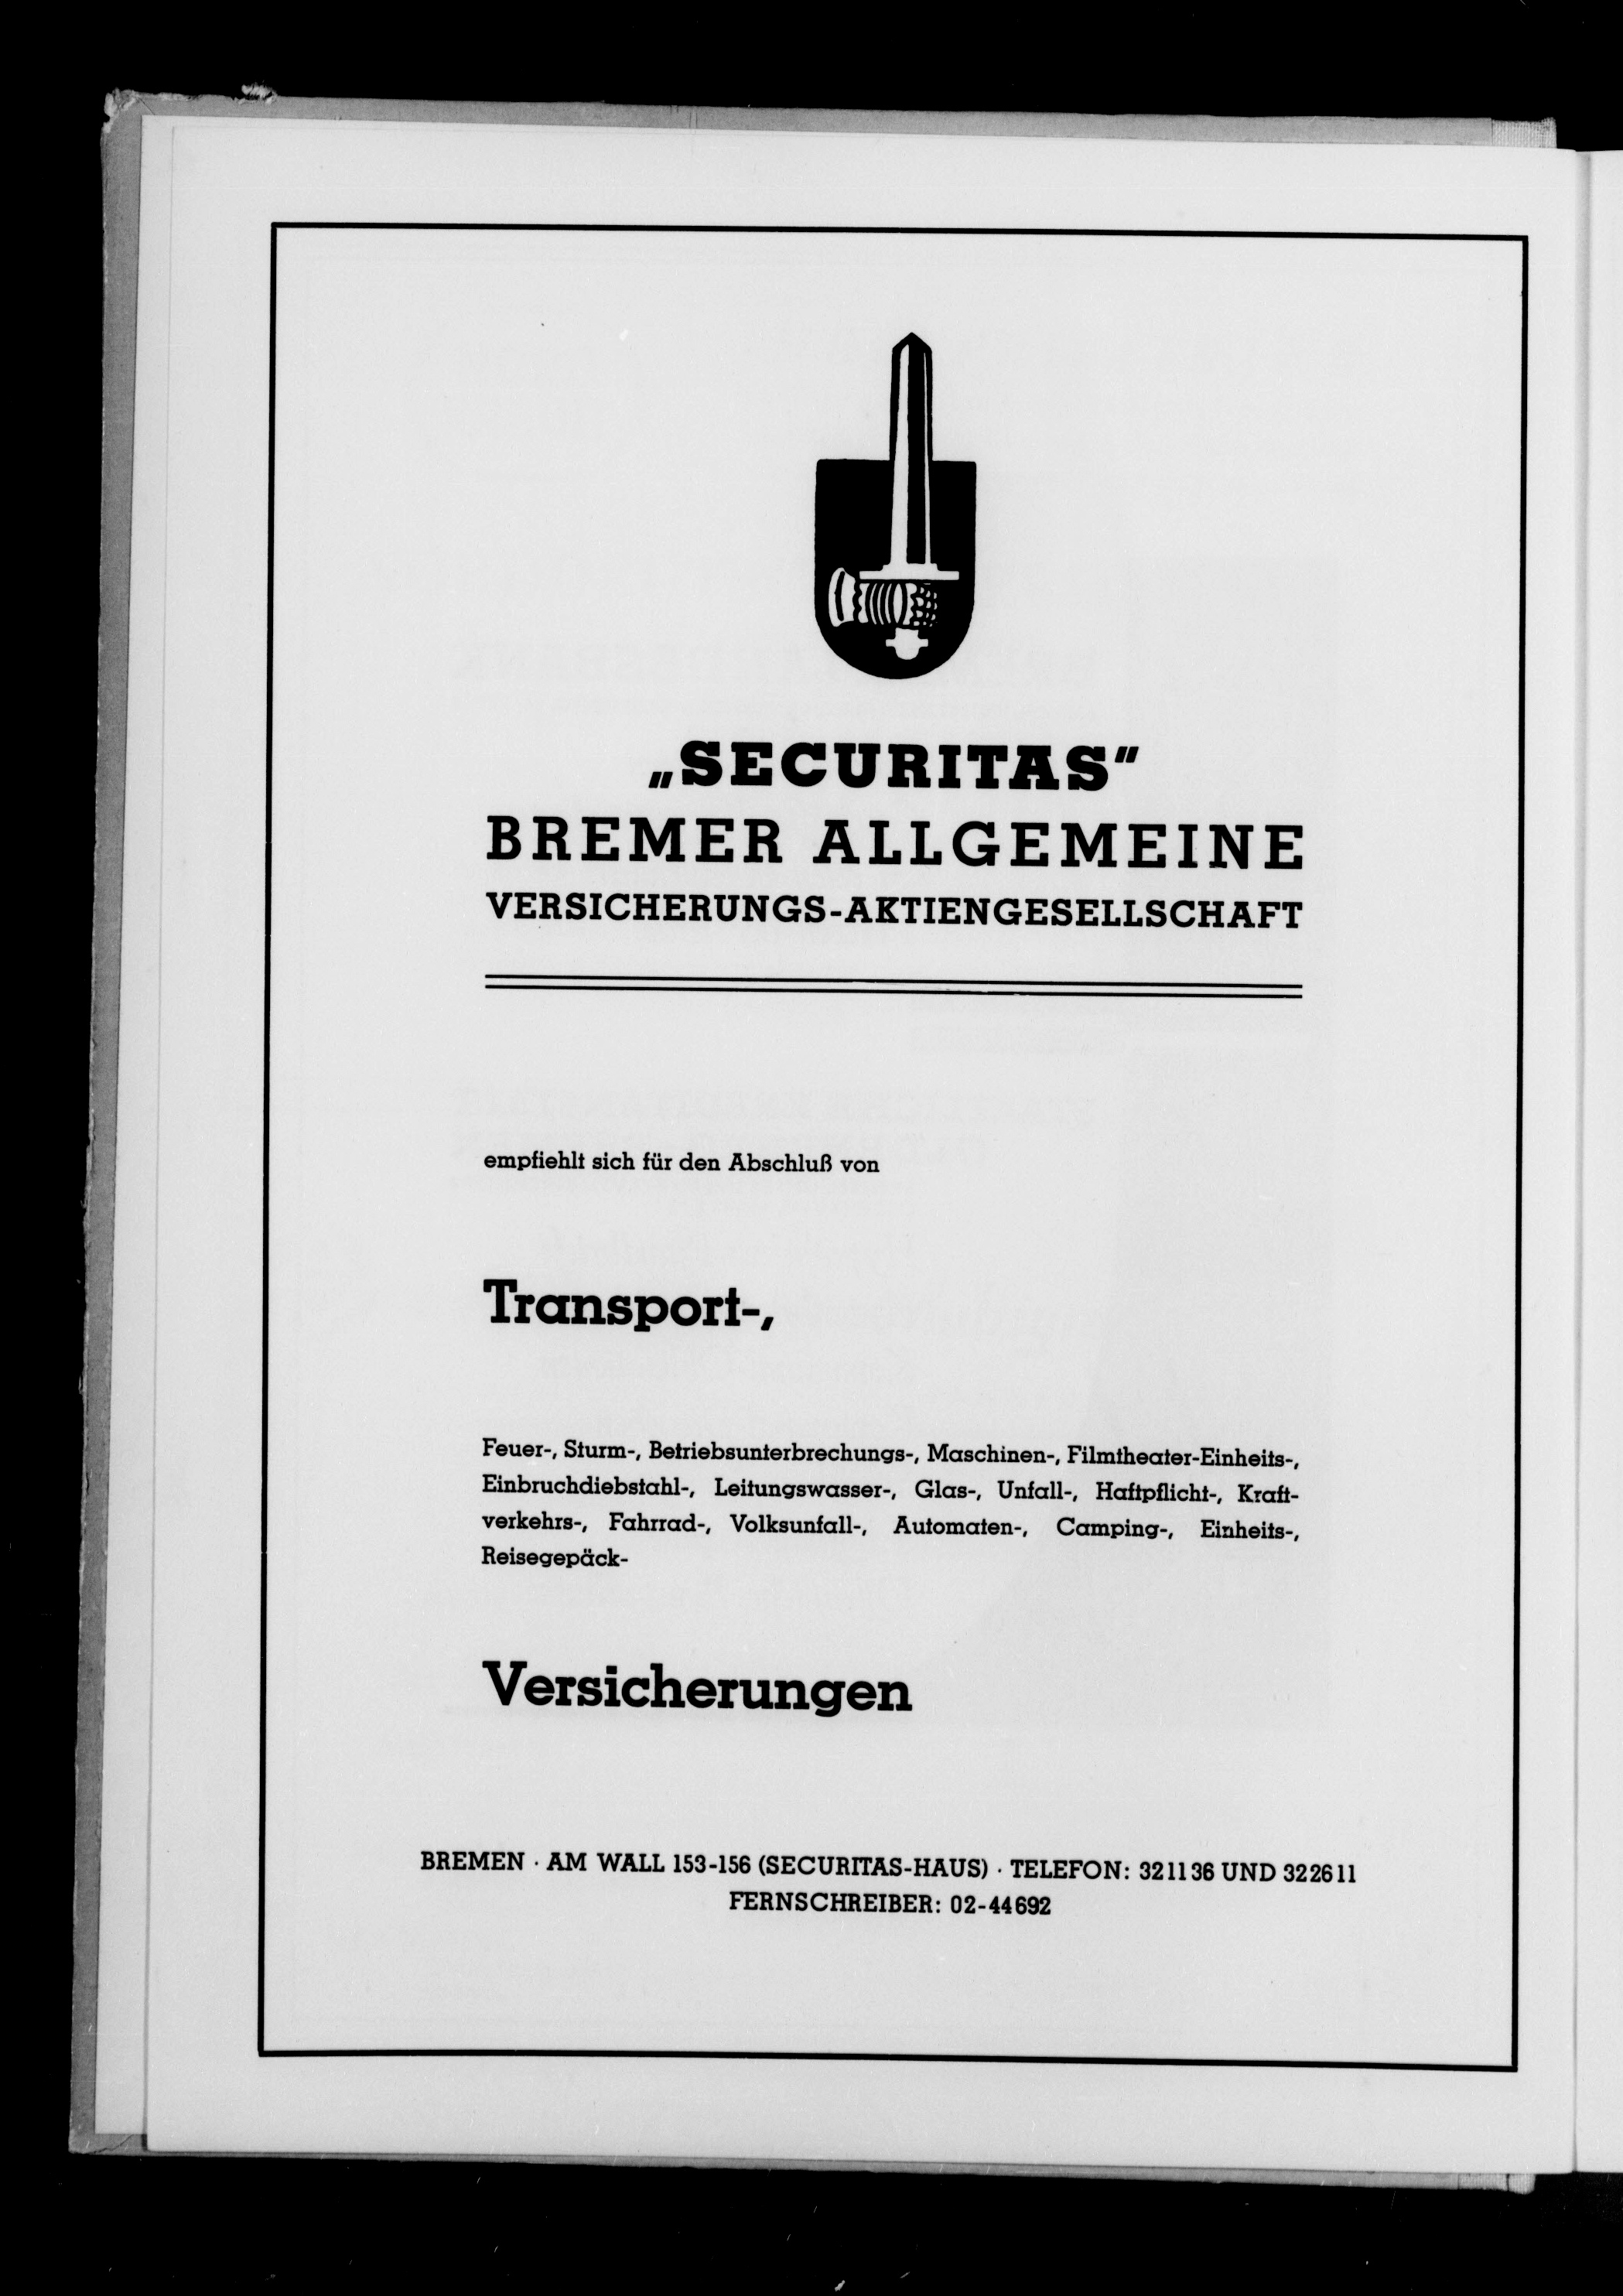 „SECURITAS“
BREMER ALLGEMEINE
VERSICHERUNGS-AKTIENGESELLSCHAFT
empfiehlt sich für den Abschluß von
Transport-,
Feuer-, Sturm-, Betriebsunterbrechungs-, Maschinen-, Filmtheater-Einheits-,
Einbruchdiebstahl-, Leitungswasser-, Glas-, Unfall-, Haftpflicht-, Kraft-
verkehrs-, Fahrrad-, Volksunfall-, Automaten-, Camping-, Einheits-,
Reisegepäck-
Versicherungen
BREMEN · AM WALL 153-156 (SECURITAS-HAUS) · TELEFON: 321136 UND 322611
FERNSCHREIBER: 02-44692